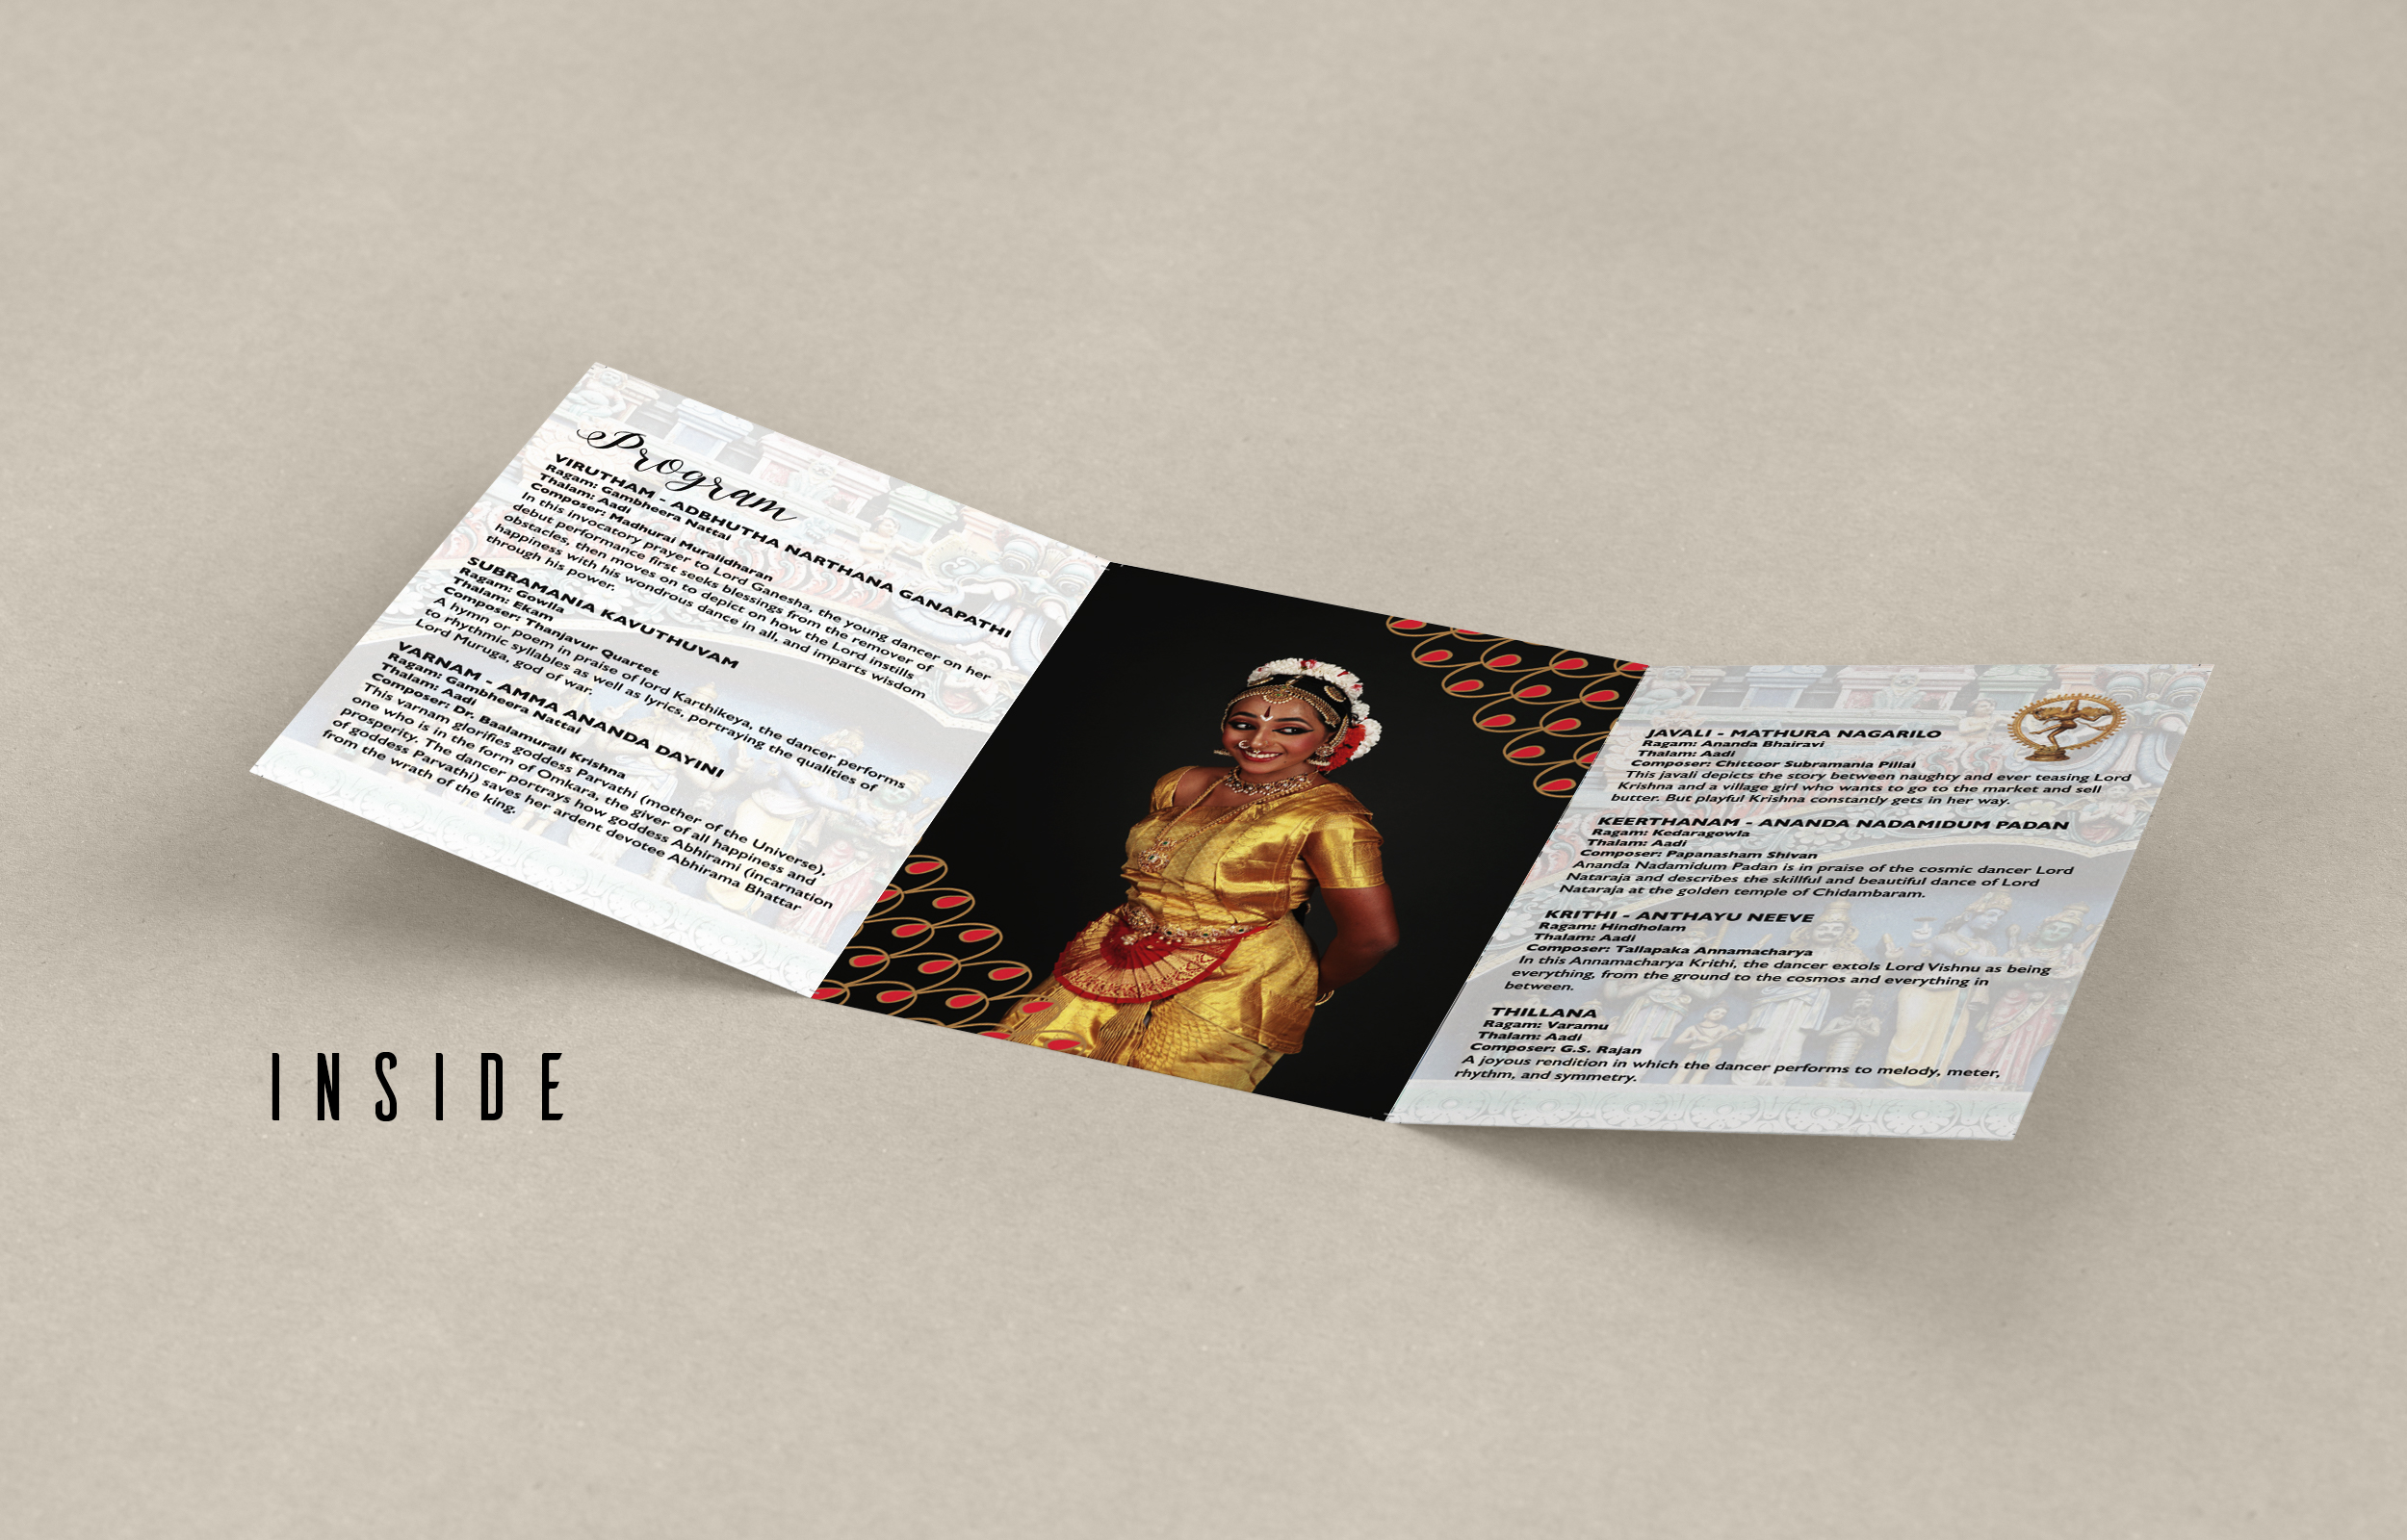 Program
VIRUTHAM - ADBHUTHA NARTHANA GANAPATHI
Ragam: Gambheera Nattai
Thalam: Aadi
Composer: Madhurai Muralidharan
In this invocatory prayer to Lord Ganesha, the young dancer on her
debut performance first seeks blessings from the remover of
obstacles, then moves on to depict on how the Lord instills
happiness with his wondrous dance in all, and imparts wisdom
through his power.
SUBRAMANIA KAVUTHUVAM
Ragam: Gowlla
Thalam: Ekam
Composer: Thanjavur Quartet
A hymn or poem in praise of lord Karthikeya, the dancer performs
to rhythmic syllables as well as lyrics, portraying the qualities of
Lord Muruga, god of war.
VARNAM - AMMA ANANDA DAYINI
Ragam: Gambheera Nattai
Thalam: Aadi
Composer: Dr. Baalamurali Krishna
This varnam glorifies goddess Parvathi (mother of the Universe),
one who is in the form of Omkara, the giver of all happiness and
prosperity. The dancer portrays how goddess Abhirami (incarnation
of goddess Parvathi) saves her ardent devotee Abhirama Bhattar
from the wrath of the king.
JAVALI - MATHURA NAGARILO
Ragam: Ananda Bhairavi
Thalam: Aadi
Composer: Chittoor Subramania Pillai
This javali depicts the story between naughty and ever teasing Lord
Krishna and a village girl who wants to go to the market and sell
butter. But playful Krishna constantly gets in her way.
KEERTHANAM - ANANDA NADAMIDUM PADAN
Ragam: Kedaragowla
Thalam: Aadi
Composer: Papanasham Shivan
Ananda Nadamidum Padan is in praise of the cosmic dancer Lord
Nataraja and describes the skillful and beautiful dance of Lord
Nataraja at the golden temple of Chidambaram.
KRITHI - ANTHAYU NEEVE
Ragam: Hindholam
Thalam: Aadi
Composer: Tallapaka Annamacharya
In this Annamacharya Krithi, the dancer extols Lord Vishnu as being
everything, from the ground to the cosmos and everything in
between.
THILLANA
Ragam: Varamu
Thalam: Aadi
Composer: G.S. Rajan
A joyous rendition in which the dancer performs to melody, meter,
rhythm, and symmetry.
INSIDE